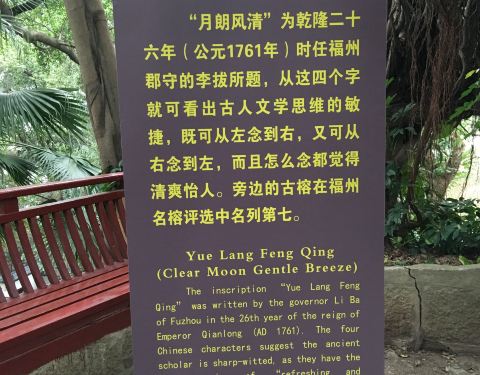 “月朗风清”为乾隆二十
六年（公元1761年）时任福州
郡守的李拔所题，从这四个字
就可看出古人文学思维的敏
捷，既可从左念到右，又可从
右念到左，而且怎么念都觉得
清爽怡人。旁边的古榕在福州
名榕评选中名列第七。
Yue Lang Feng Qing
(Clear Moon Gentle Breeze)
The inscription “Yue Lang Feng
Qing” was written by the governor Li Ba
of Fuzhou in the 26th year of the reign of
Emperor Qianlong (AD 1761). The four
Chinese characters suggest the ancient
scholar is sharp-witted, as they have the
“refreshing and